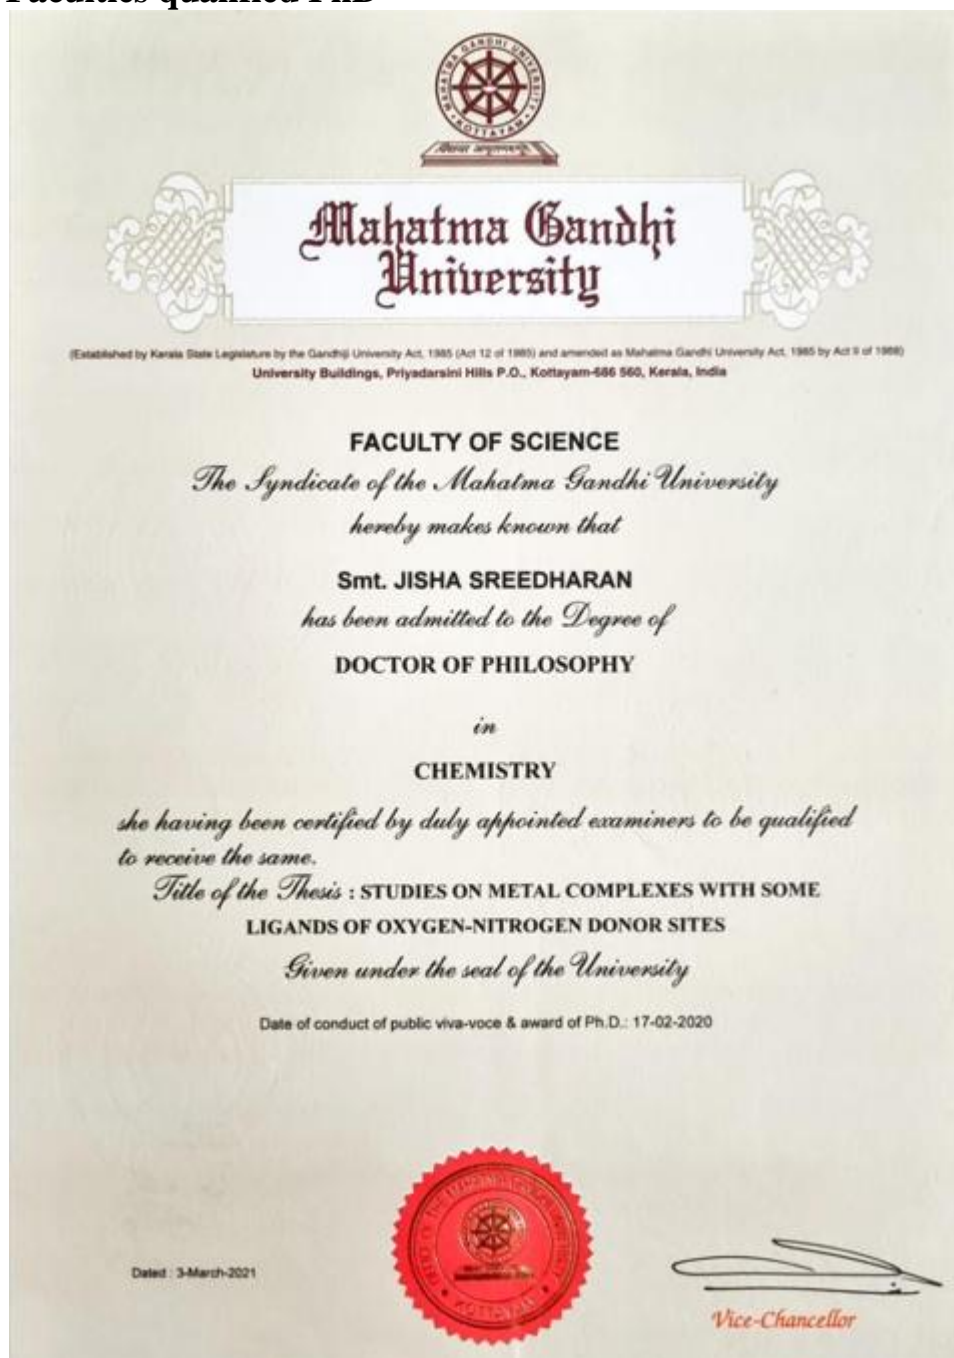 Faculties qualified PhD
MAHATMA GANDHI UNIVERSITY
KOTTAYAM
Mahatma Gandhi
University
(Established by Kerala State Legislature by the Gandhiji University Act, 1985 (Act 12 of 1985) and amended as Mahatma Gandhi University Act, 1985 by Act 9 of 1988)
University Buildings, Priyadarsini Hills P.O., Kottayam-686 560, Kerala, India
FACULTY OF SCIENCE
The Syndicate of the Mahatma Gandhi University
hereby makes known that
Smt. JISHA SREEDHARAN
has been admitted to the Degree of
DOCTOR OF PHILOSOPHY
in
CHEMISTRY
she having been certified by duly appointed examiners to be qualified
to receive the same.
Title of the Thesis : STUDIES ON METAL COMPLEXES WITH SOME
LIGANDS OF OXYGEN-NITROGEN DONOR SITES
Given under the seal of the University
Date of conduct of public viva-voce & award of Ph.D.: 17-02-2020
KOTTAYAM
Dated : 3-March-2021
Vice-Chancellor